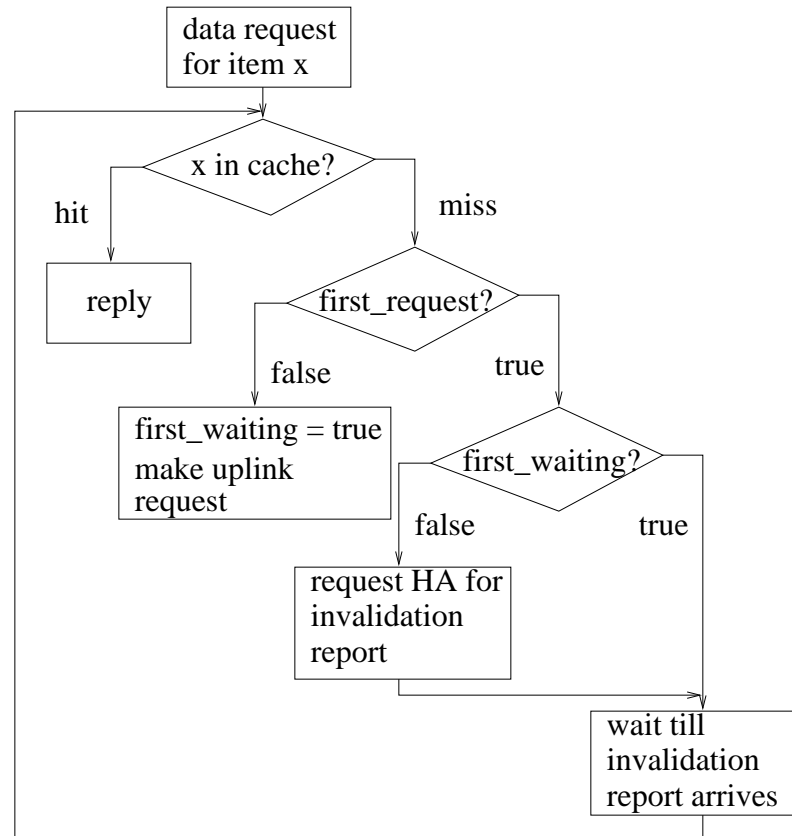 data request
for item x
x in cache?
hit
miss
reply
first_request?
false
true
first_waiting = true
make uplink
request
first_waiting?
false
true
request HA for
invalidation
report
wait till
invalidation
report arrives